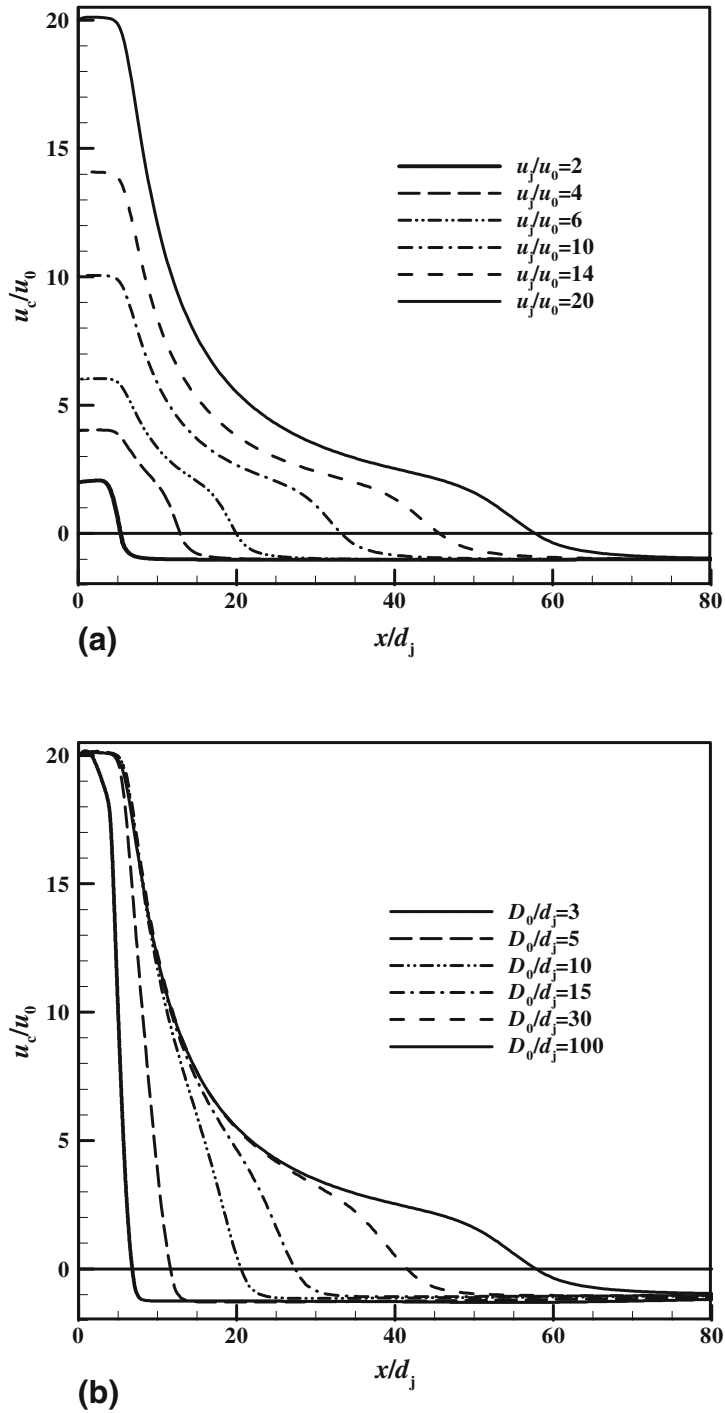 20
15
10
5
0
u_c/u_0
u_j/u_0=2
u_j/u_0=4
u_j/u_0=6
u_j/u_0=10
u_j/u_0=14
u_j/u_0=20
0 20 40 60 80
(a)
x/d_j
20
15
10
5
0
u_c/u_0
D_0/d_j=3
D_0/d_j=5
D_0/d_j=10
D_0/d_j=15
D_0/d_j=30
D_0/d_j=100
0 20 40 60 80
x/d_j
(b)